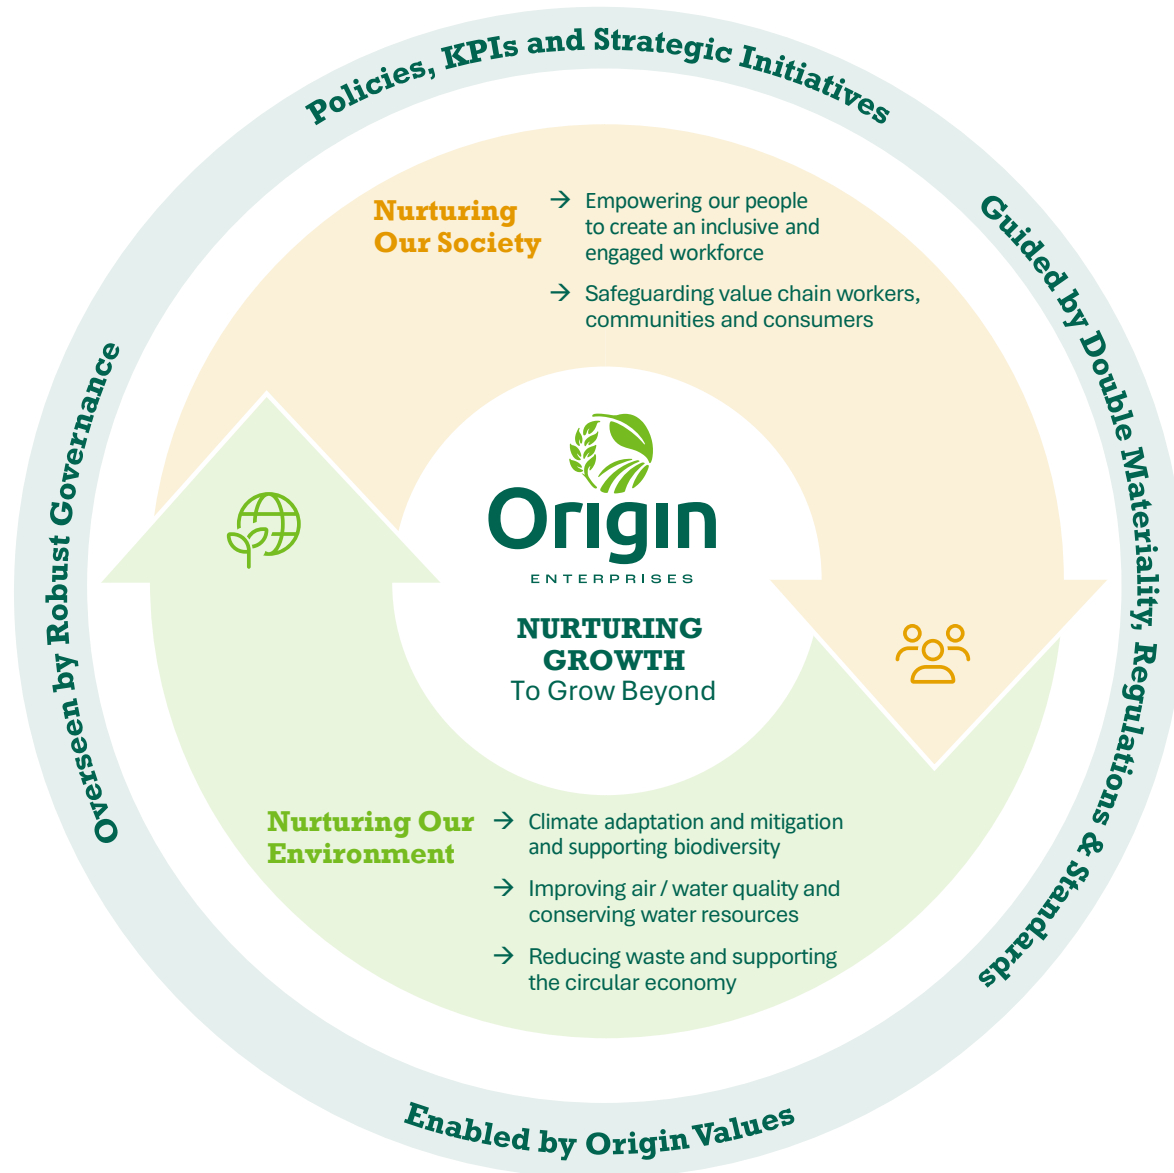 Policies, KPIs and Strategic Initiatives
Guided by Double Materiality, Regulations & Standards
Overseen by Robust Governance
Nurturing
Our Society
→ Empowering our people
to create an inclusive and
engaged workforce
→ Safeguarding value chain workers,
communities and consumers
Origin
ENTERPRISES
NURTURING
GROWTH
To Grow Beyond
Nurturing Our
Environment
→ Climate adaptation and mitigation
and supporting biodiversity
→ Improving air / water quality and
conserving water resources
→ Reducing waste and supporting
the circular economy
Enabled by Origin Values